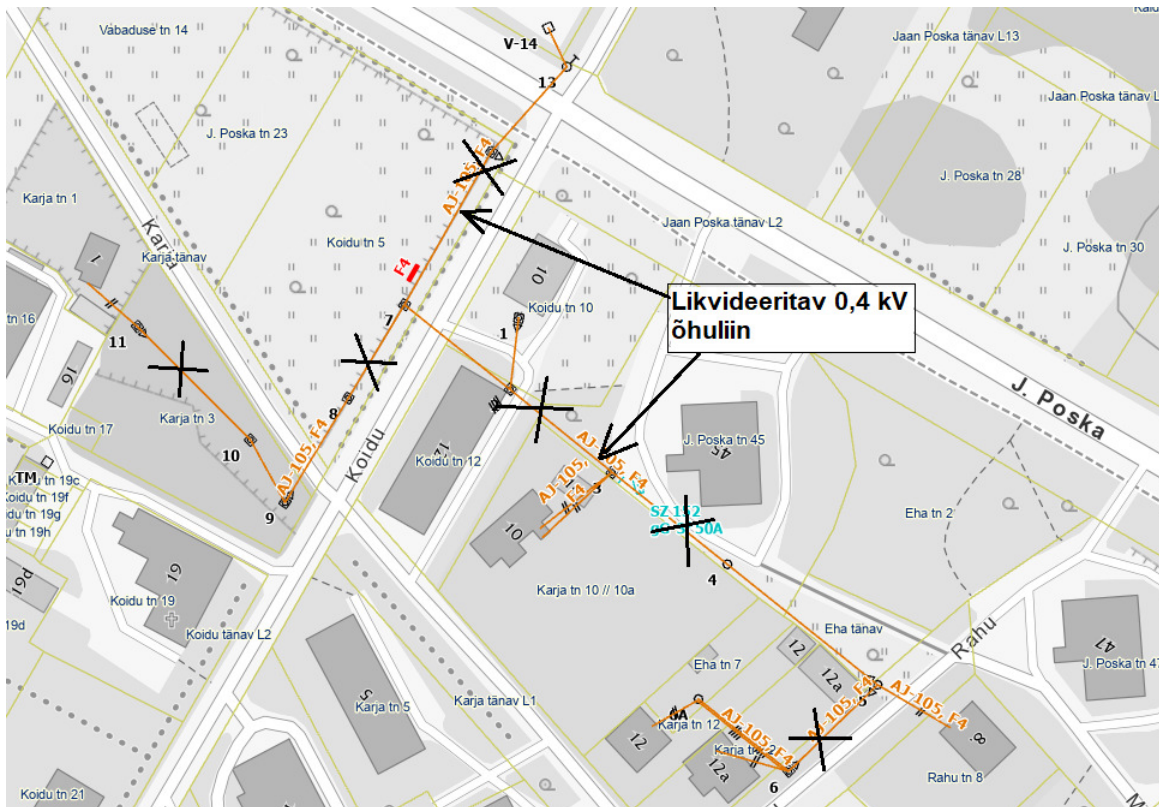 Vabaduse tn 14
V-14
13
Jaan Poska tänav L13
Jaan Poska tänav L
J. Poska tn 23
AJ-105, F4
J. Poska tn 28
Karja tn 1
Karja
Karja tänav
Koidu tn 5
Jaan Poska tänav L2
J. Poska tn 30
1
F4
10
Koidu tn 10
Likvideeritav 0,4 kV
õhuliin
tn 16
11
7
1
16
Karja tn 3
8
J. Poska
Koidu tn 17
10
AJ-105, F4
Koidu
12
Koidu tn 12
AJ-105, F4
J. Poska tn 45
45
TM
Koidu tn 19c
Koidu tn 19f
tn 19g
tn 19h
9
AJ-105,
F4
3
SZ 152
10
Eha tn 2
19d
19
Koidu tn 19
4
Karja tn 10 // 10a
19d
Koidu tänav L2
Eha tänav
Rahu
47
J. Poska tn 47
12
12a
Eha tn 7
5
Karja tn 5
Karja tänav L1
AJ-105, F4
AJ-105, F4
AJ-105, F4
6A
Karja tn 12
12
12a
8
6
Rahu tn 8
Koidu tn 21